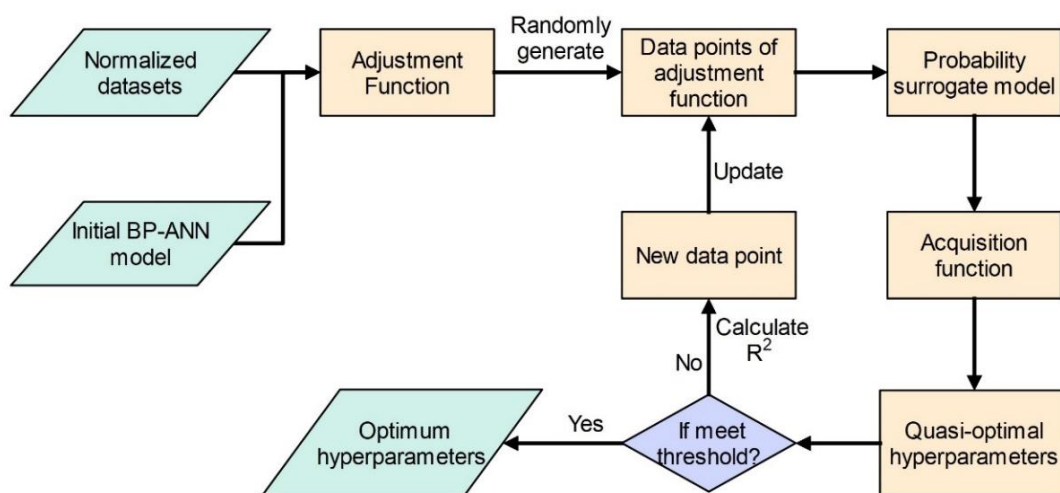 Normalized
datasets
Adjustment
Function
Randomly
generate
Data points of
adjustment
function
Probability
surrogate model
Update
Initial BP-ANN
model
New data point
Acquisition
function
Calculate
R²
No
Optimum
hyperparameters
Yes
If meet
threshold?
Quasi-optimal
hyperparameters